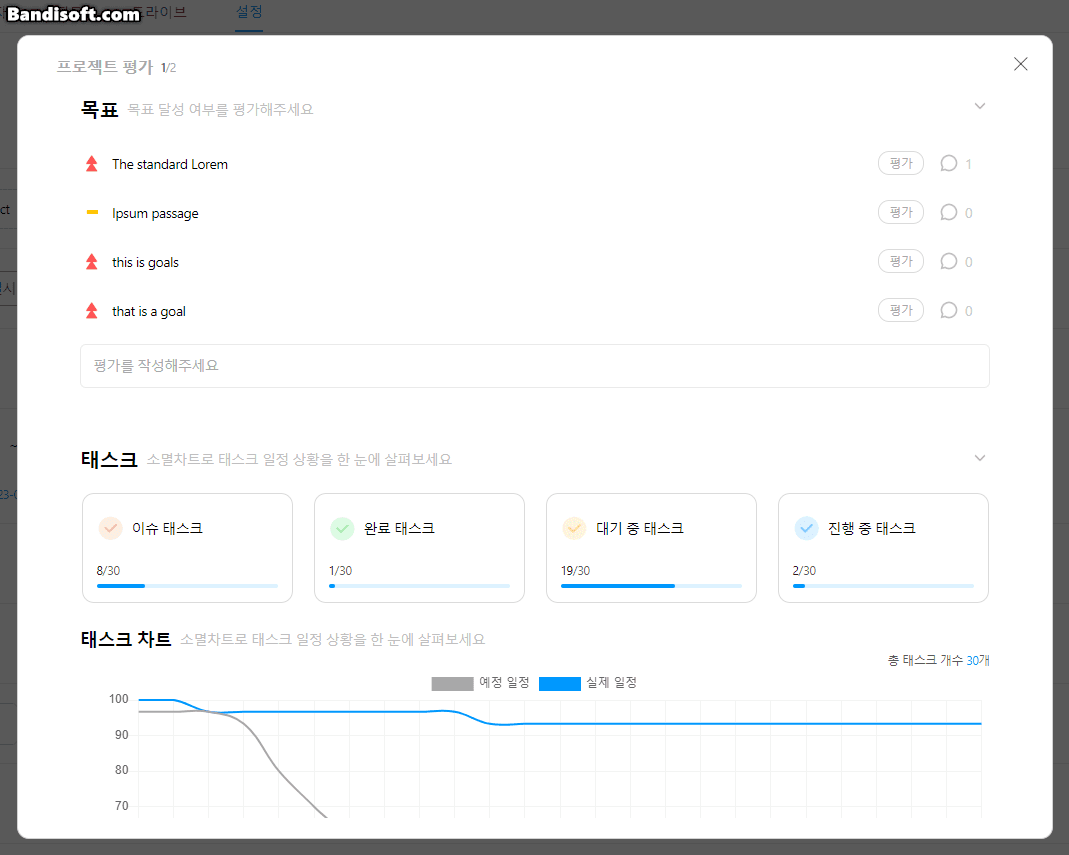 Bandisoft.com
드라이브
설정
프로젝트 평가 1/2
목표 목표 달성 여부를 평가해주세요
The standard Lorem 평가 1
Ipsum passage 평가 0
this is goals 평가 0
that is a goal 평가 0
평가를 작성해주세요
태스크 소멸차트로 태스크 일정 상황을 한 눈에 살펴보세요
이슈 태스크 완료 태스크 대기 중 태스크 진행 중 태스크
8/30 1/30 19/30 2/30
태스크 차트 소멸차트로 태스크 일정 상황을 한 눈에 살펴보세요
총 태스크 개수 30개
예정 일정 실제 일정
100
90
80
70